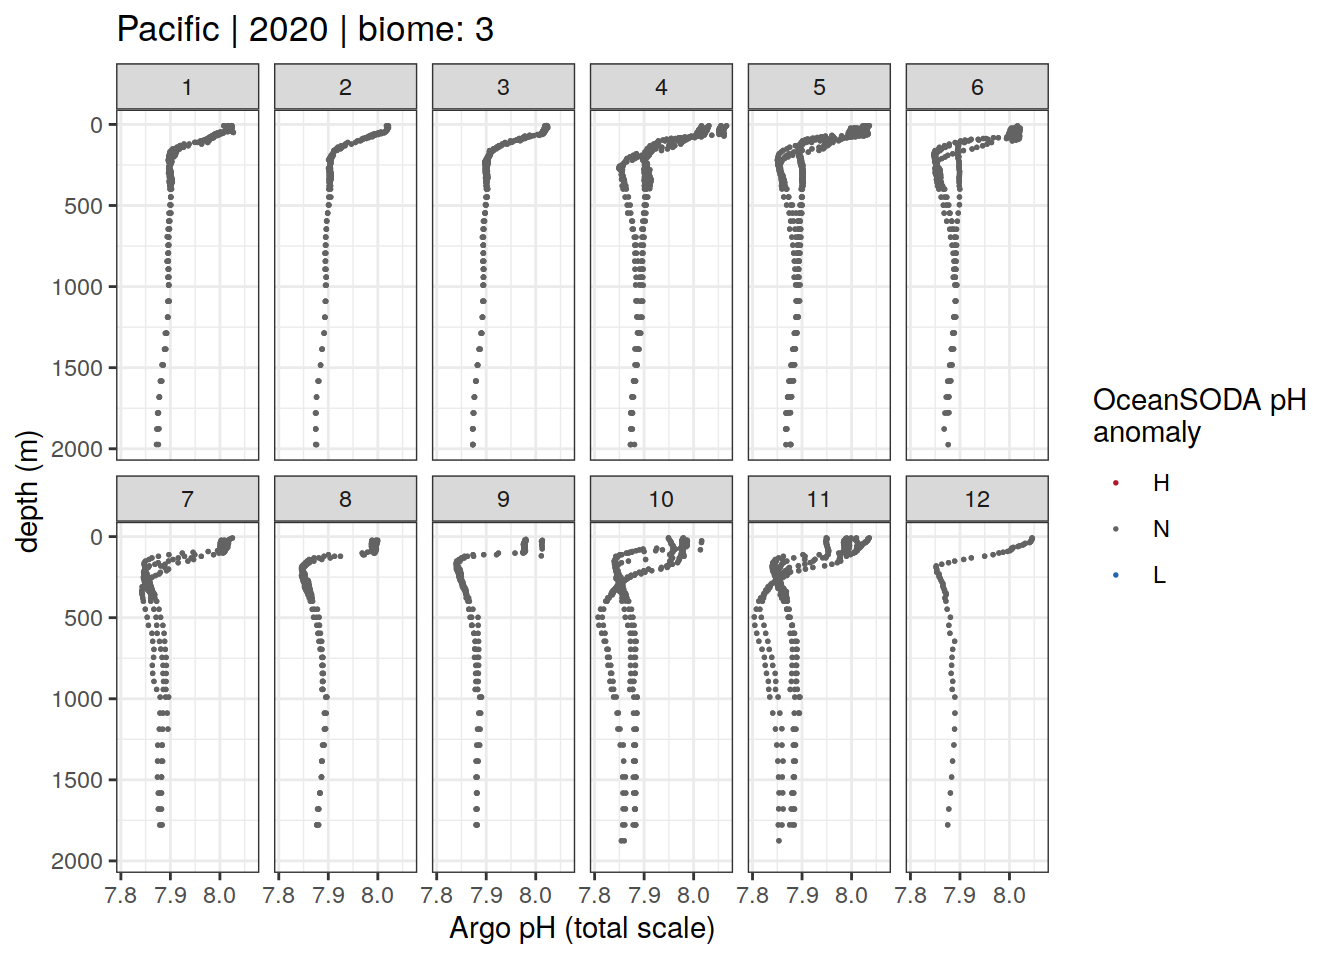 Pacific | 2020 | biome: 3
1 2 3 4 5 6
0
500
1000
1500
2000
7 8 9 10 11 12
0
500
1000
1500
2000
7.8 7.9 8.0 7.8 7.9 8.0 7.8 7.9 8.0 7.8 7.9 8.0 7.8 7.9 8.0 7.8 7.9 8.0
depth (m)
Argo pH (total scale)
OceanSODA pH
anomaly
H
N
L